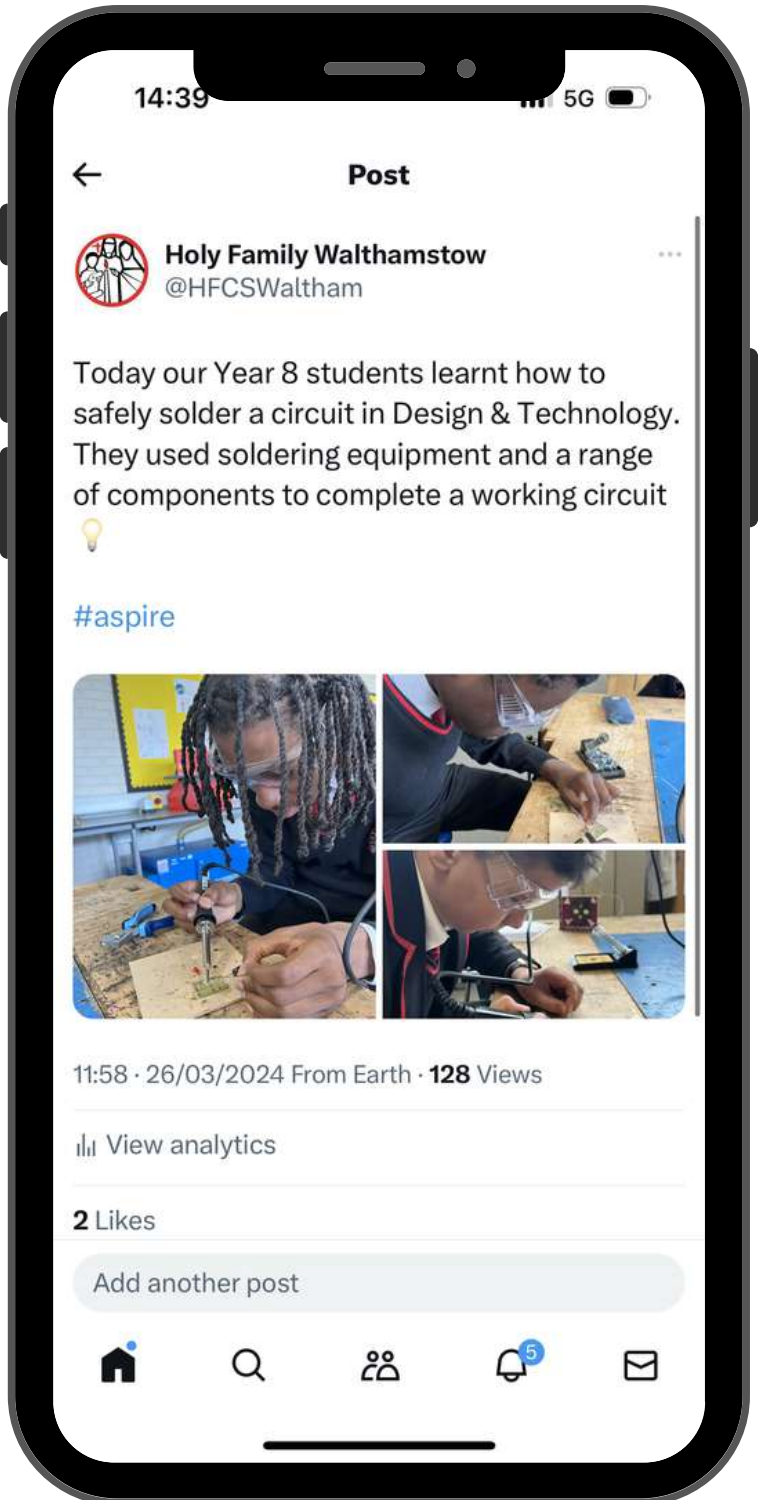 14:39
5G
Post
Holy Family Walthamstow
@HFCSWaltham
Today our Year 8 students learnt how to
safely solder a circuit in Design & Technology.
They used soldering equipment and a range
of components to complete a working circuit
💡
#aspire
11:58 · 26/03/2024 From Earth · 128 Views
View analytics
2 Likes
Add another post
5